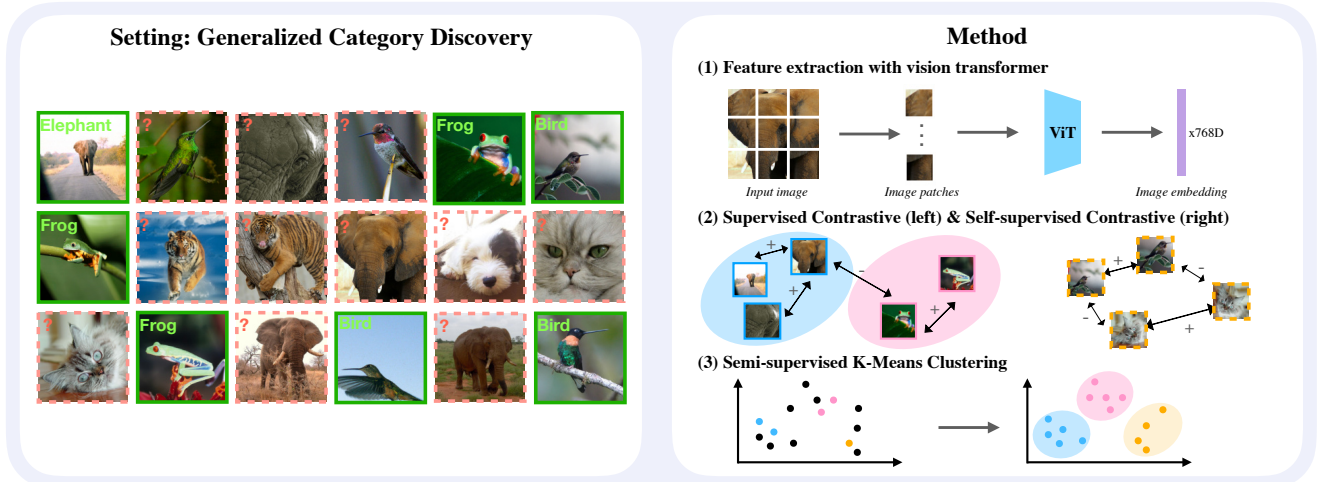 Setting: Generalized Category Discovery
Elephant
?
?
?
Frog
Bird
Frog
?
?
?
?
?
?
Frog
?
Bird
?
Bird
Method
(1) Feature extraction with vision transformer
ViT
x768D
Input image
Image patches
Image embedding
(2) Supervised Contrastive (left) & Self-supervised Contrastive (right)
+
+
-
+
+
-
-
+
(3) Semi-supervised K-Means Clustering